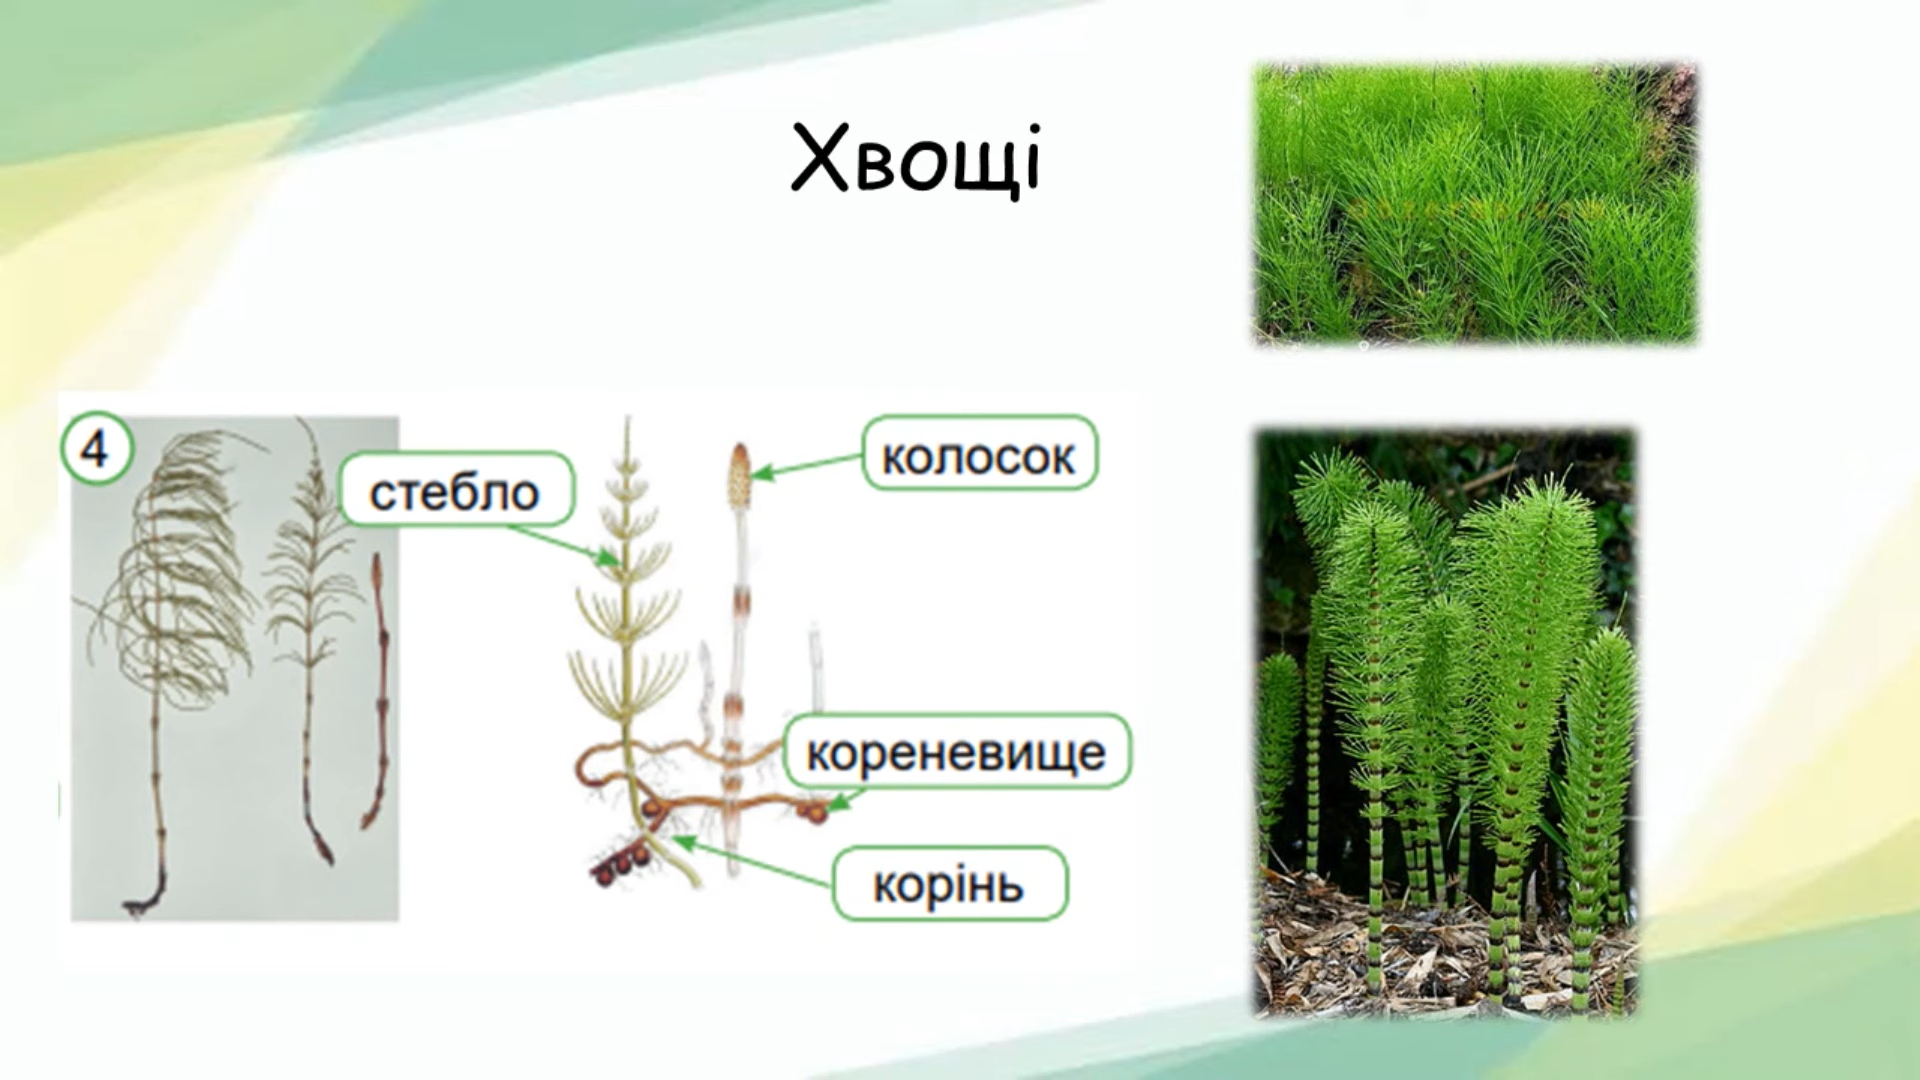 Хвощі
4
стебло
колосок
кореневище
корінь